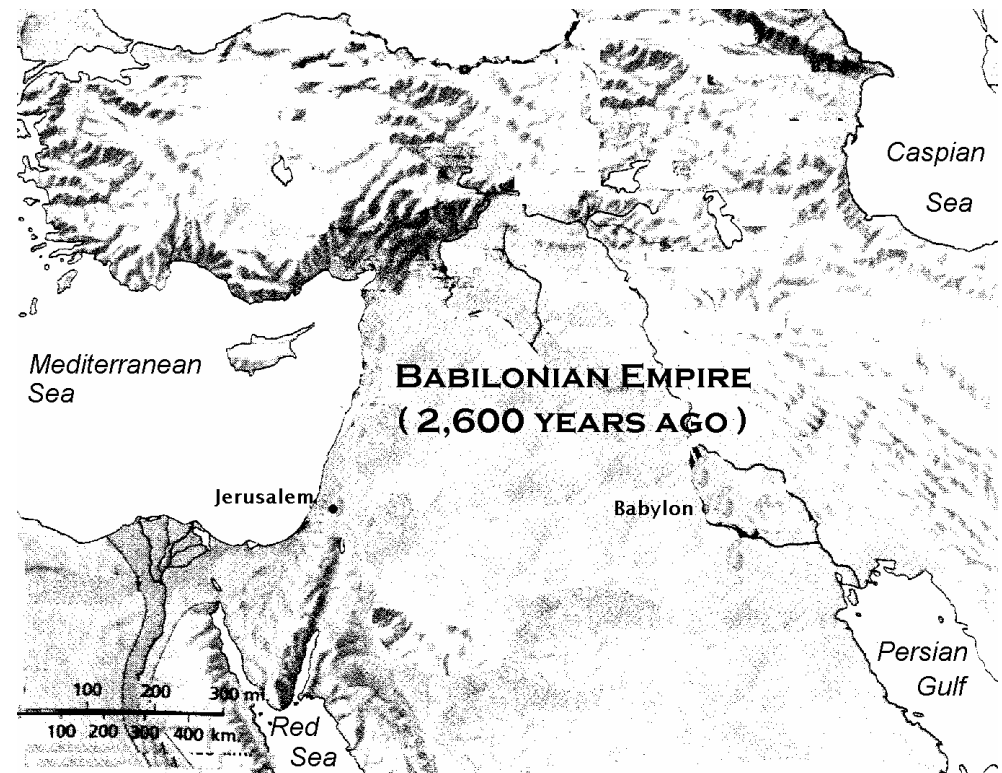 Caspian
Sea
Mediterranean
Sea
BABILONIAN EMPIRE
( 2,600 YEARS AGO )
Jerusalem
Babylon
Persian
Gulf
100 200 300 mi.
100 200 300 400 km.
Red
Sea